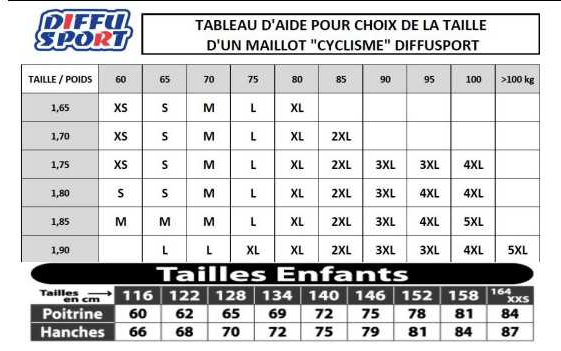 DIFFU
SPORT
TABLEAU D'AIDE POUR CHOIX DE LA TAILLE
D'UN MAILLOT "CYCLISME" DIFFUSPORT
TAILLE / POIDS 60 65 70 75 80 85 90 95 100 >100 kg
1,65 XS S M L XL
1,70 XS S M L XL 2XL
1,75 XS S M L XL 2XL 3XL 3XL 4XL
1,80 S S M L XL 2XL 3XL 4XL 4XL
1,85 M M M L XL 2XL 3XL 4XL 5XL
1,90 L L XL XL 2XL 3XL 3XL 4XL 5XL
Tailles Enfants
Tailles en cm 116 122 128 134 140 146 152 158 164 XXS
Poitrine 60 62 65 69 72 75 78 81 84
Hanches 66 68 70 72 75 79 81 84 87